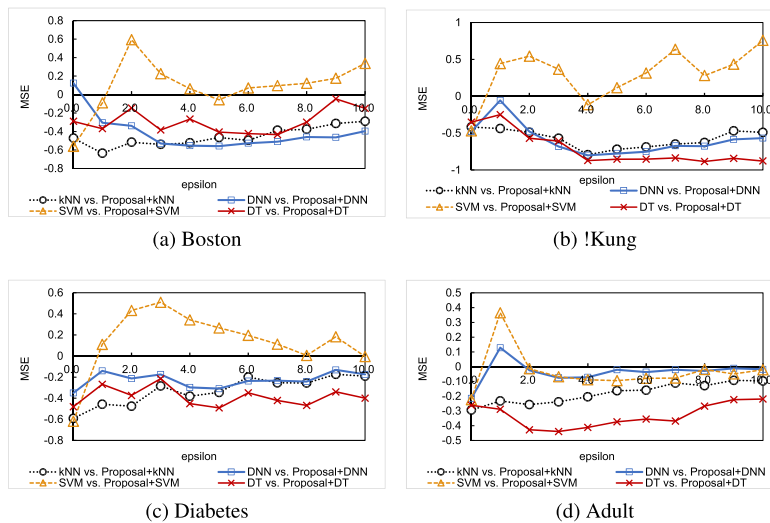 0.8
0.6
0.4
0.2
0
-0.2
-0.4
-0.6
-0.8
MSE
0.0 2.0 4.0 6.0 8.0 10.0
epsilon
kNN vs. Proposal+kNN DNN vs. Proposal+DNN
SVM vs. Proposal+SVM DT vs. Proposal+DT
(a) Boston
1
0.5
0
-0.5
-1
MSE
0.0 2.0 4.0 6.0 8.0 10.0
epsilon
kNN vs. Proposal+kNN DNN vs. Proposal+DNN
SVM vs. Proposal+SVM DT vs. Proposal+DT
(b) !Kung
0.6
0.4
0.2
0
-0.2
-0.4
-0.6
-0.8
MSE
0.0 2.0 4.0 6.0 8.0 10.0
epsilon
kNN vs. Proposal+kNN DNN vs. Proposal+DNN
SVM vs. Proposal+SVM DT vs. Proposal+DT
(c) Diabetes
0.5
0.4
0.3
0.2
0.1
0
-0.1
-0.2
-0.3
-0.4
-0.5
MSE
0.0 2.0 4.0 6.0 8.0 10.0
epsilon
kNN vs. Proposal+kNN DNN vs. Proposal+DNN
SVM vs. Proposal+SVM DT vs. Proposal+DT
(d) Adult